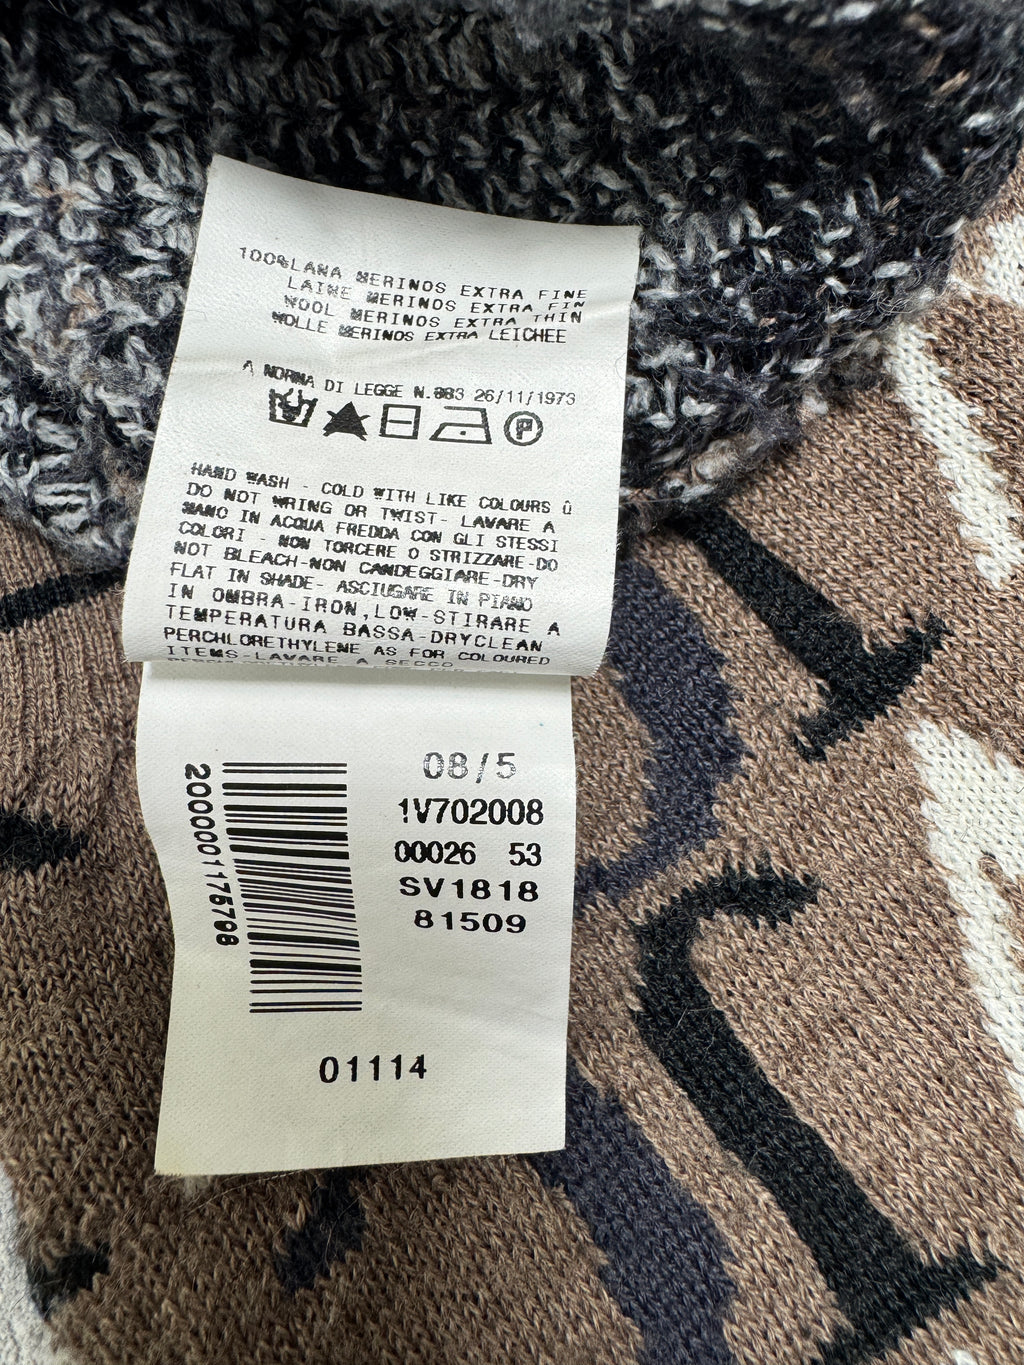 100%LANA MERINOS EXTRA FINE
LAINE MERINOS EXTRA FIN
WOOL MERINOS EXTRA THIN
WOLLE MERINOS EXTRA LEICHEE
A NORMA DI LEGGE N.883 26/11/1973
P
HAND WASH - COLD WITH LIKE COLOURS Û
DO NOT WRING OR TWIST- LAVARE A
MANO IN ACQUA FREDDA CON GLI STESSI
COLORI - NON TORCERE O STRIZZARE-DO
NOT BLEACH-NON CANDEGGIARE-DRY
FLAT IN SHADE- ASCIUGARE IN PIANO
IN OMBRA-IRON,LOW-STIRARE A
TEMPERATURA BASSA-DRYCLEAN
PERCHLORETHYLENE AS FOR COLOURED
ITEMS-LAVARE A SECCO
08/5
1V702008
00026 53
SV1818
81509
2000001175798
01114